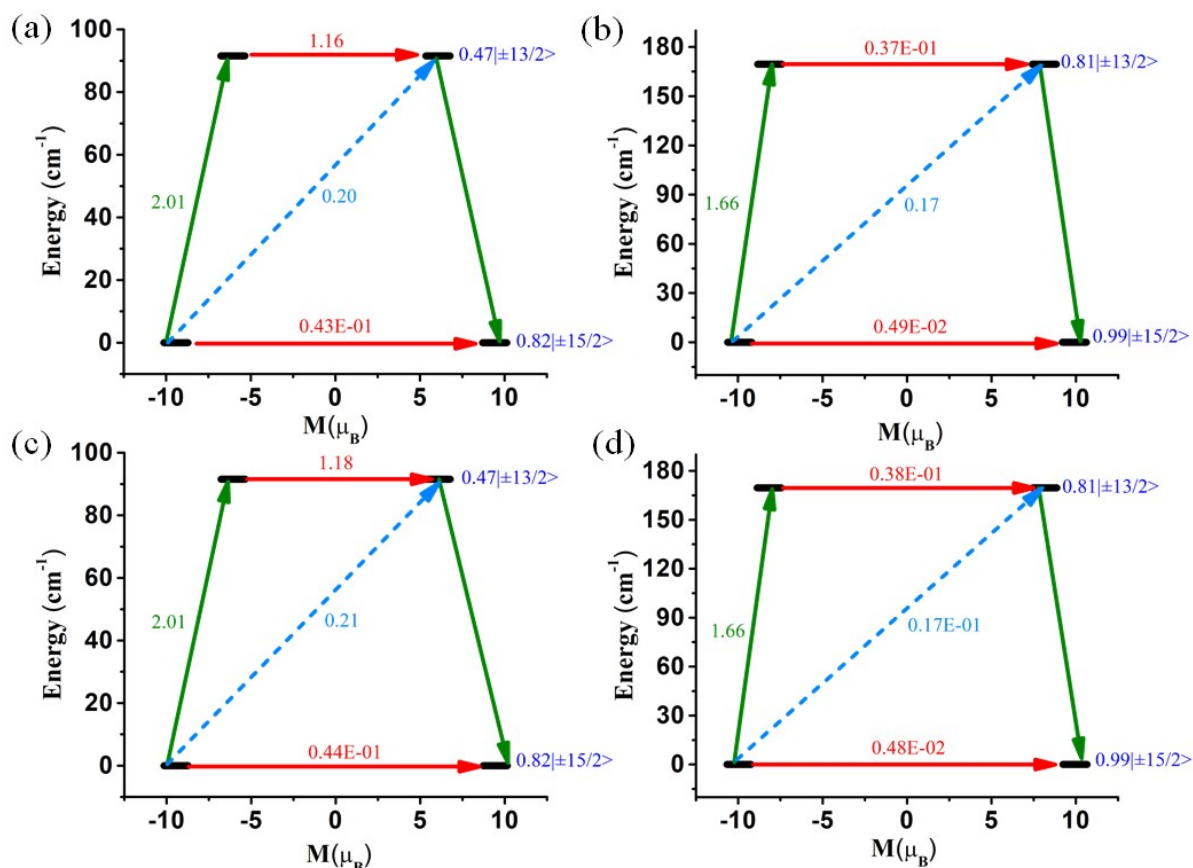 (a)
100
80
60
40
20
0
Energy (cm-1)
1.16
0.47|±13/2>
2.01
0.20
0.43E-01
0.82|±15/2>
-10 -5 0 5 10
M(μB)
(b)
180
150
120
90
60
30
0
Energy (cm-1)
0.37E-01
0.81|±13/2>
1.66
0.17
0.49E-02
0.99|±15/2>
-10 -5 0 5 10
M(μB)
(c)
100
80
60
40
20
0
Energy (cm-1)
1.18
0.47|±13/2>
2.01
0.21
0.44E-01
0.82|±15/2>
-10 -5 0 5 10
M(μB)
(d)
180
150
120
90
60
30
0
Energy (cm-1)
0.38E-01
0.81|±13/2>
1.66
0.17E-01
0.48E-02
0.99|±15/2>
-10 -5 0 5 10
M(μB)